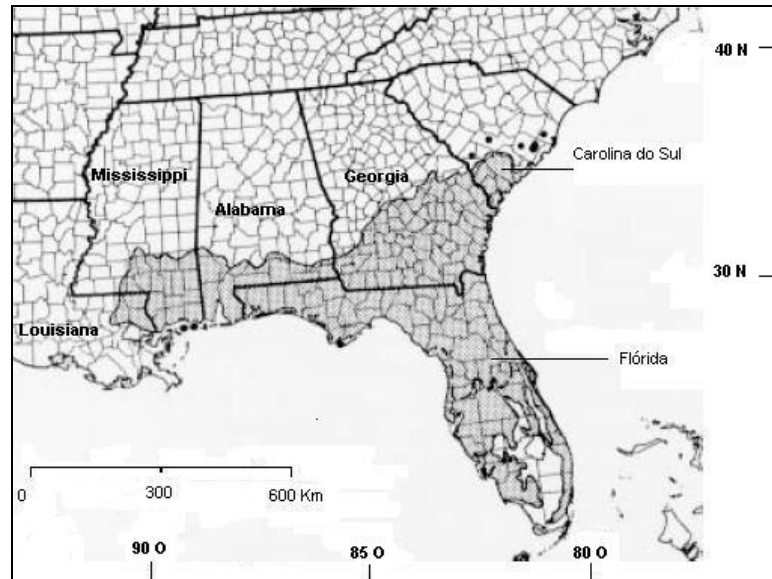 40 N
Carolina do Sul
Mississippi
Georgia
Alabama
30 N
Louisiana
Flórida
0 300 600 Km
90 O 85 O 80 O